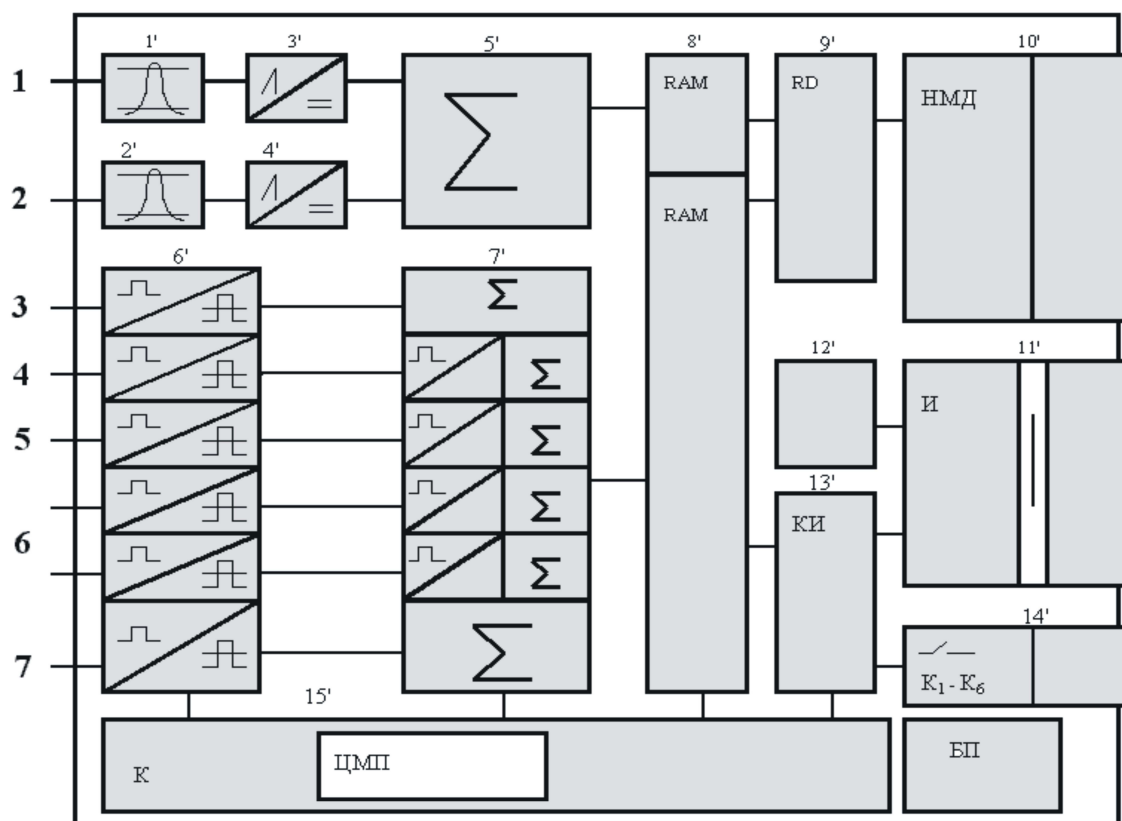 1' 3' 5' 8' 9' 10'
1 RAM RD НМД
2' 4'
2 RAM
6' 7'
3 Σ
12' 11'
4 Σ И
5 Σ
13'
Σ КИ
6 Σ
14'
7 Σ K₁ - K₆
15'
К ЦМП БП